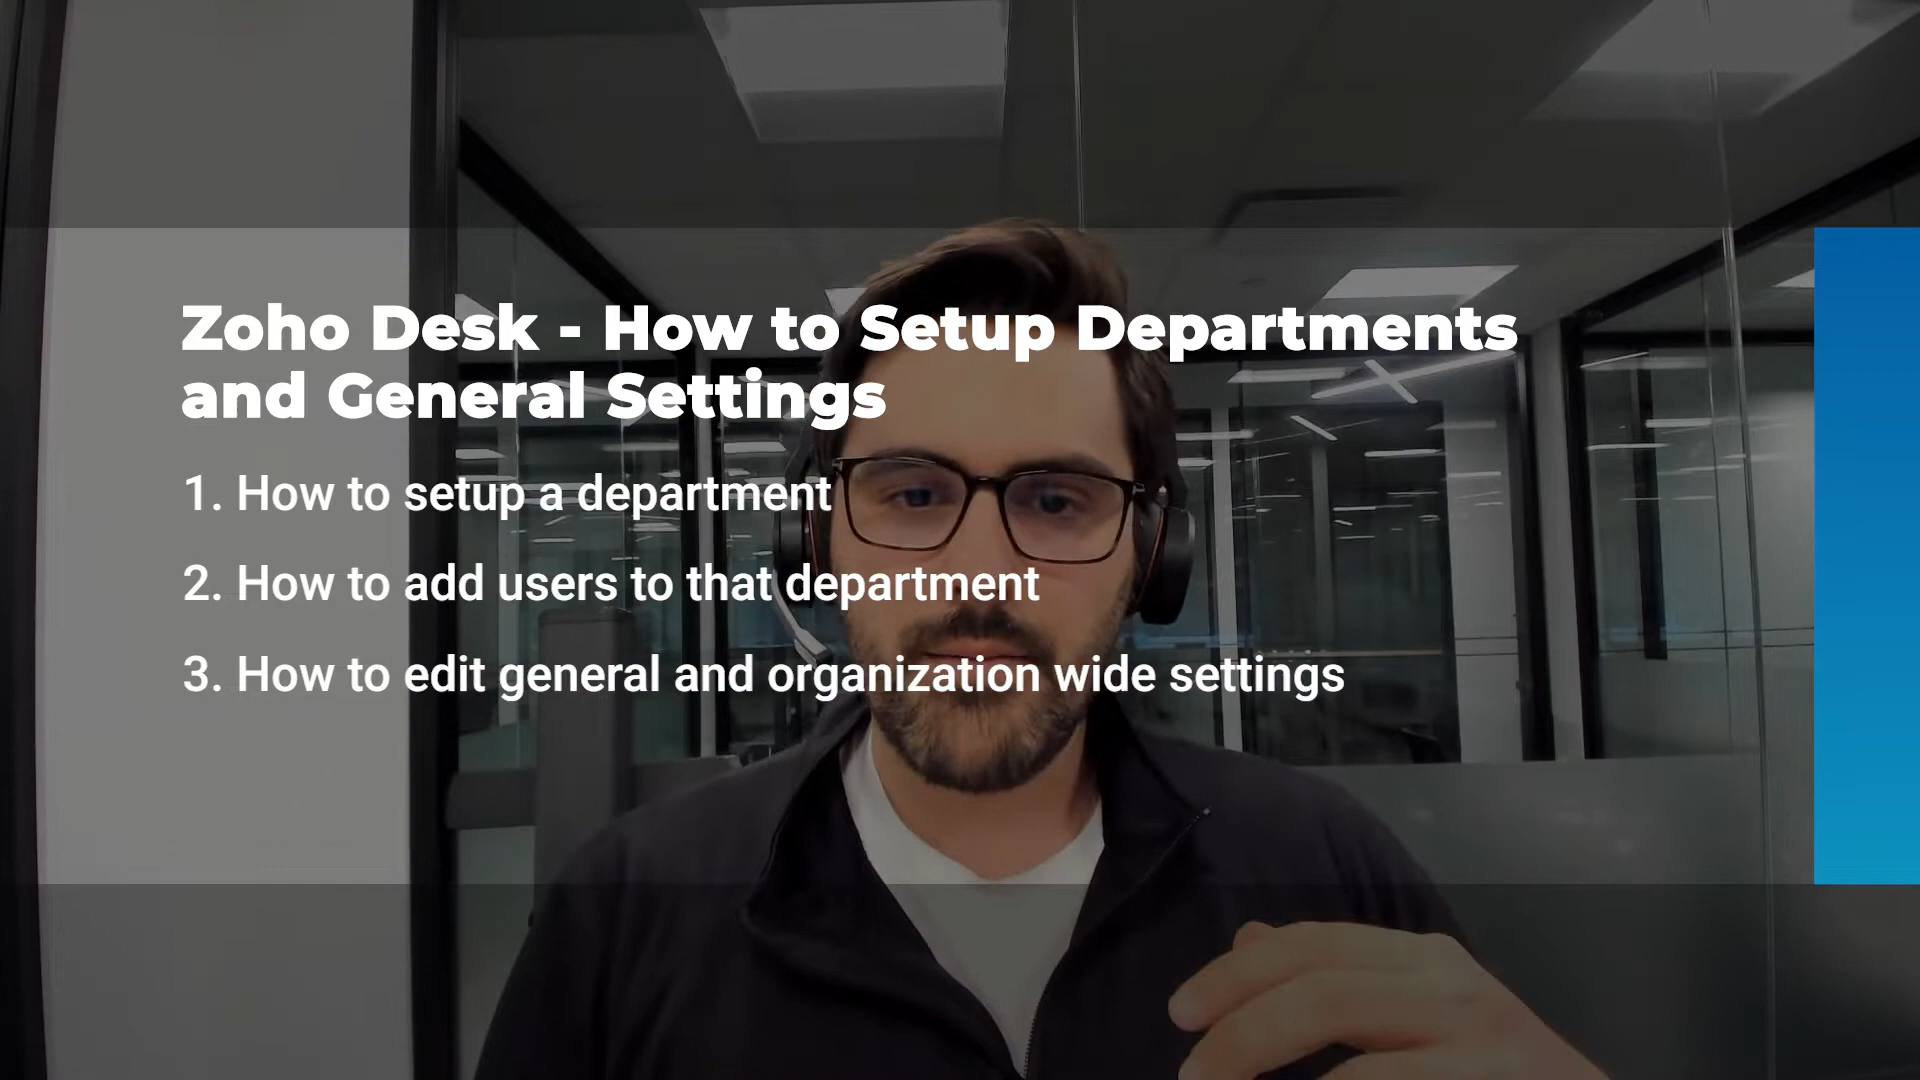 Zoho Desk - How to Setup Departments
and General Settings
1. How to setup a department
2. How to add users to that department
3. How to edit general and organization wide settings